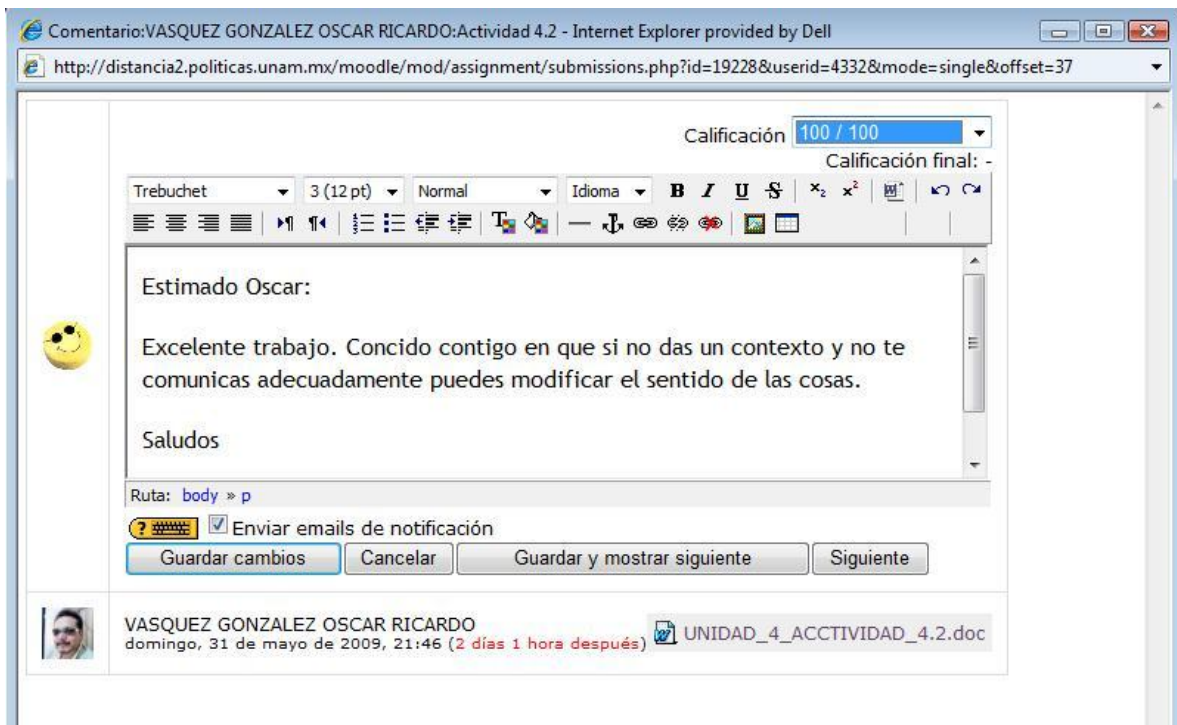 Comentario:VASQUEZ GONZALEZ OSCAR RICARDO:Actividad 4.2 - Internet Explorer provided by Dell
http://distancia2.politicas.unam.mx/moodle/mod/assignment/submissions.php?id=19228&userid=4332&mode=single&offset=37
Calificación 100 / 100
Calificación final: -
Trebuchet 3 (12 pt) Normal Idioma B I U S x₂ x²
Estimado Oscar:
Excelente trabajo. Concido contigo en que si no das un contexto y no te
comunicas adecuadamente puedes modificar el sentido de las cosas.
Saludos
Ruta: body » p
? Enviar emails de notificación
Guardar cambios Cancelar Guardar y mostrar siguiente Siguiente
VASQUEZ GONZALEZ OSCAR RICARDO
domingo, 31 de mayo de 2009, 21:46 (2 días 1 hora después) UNIDAD_4_ACCTIVIDAD_4.2.doc